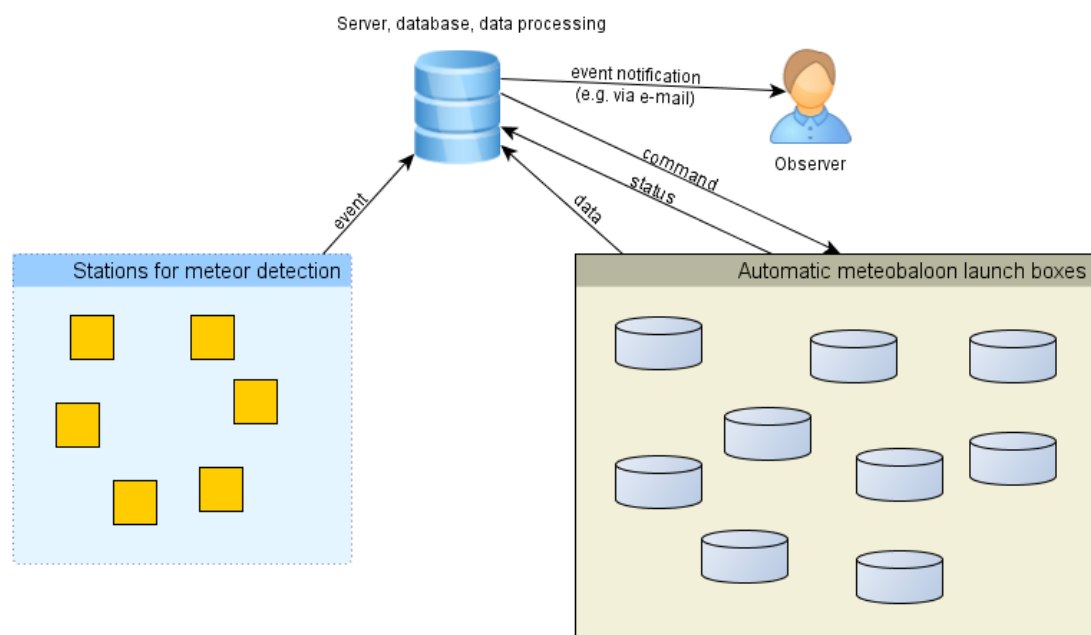 Server, database, data processing
event notification
(e.g. via e-mail)
Observer
command
status
data
event
Stations for meteor detection
Automatic meteobaloon launch boxes